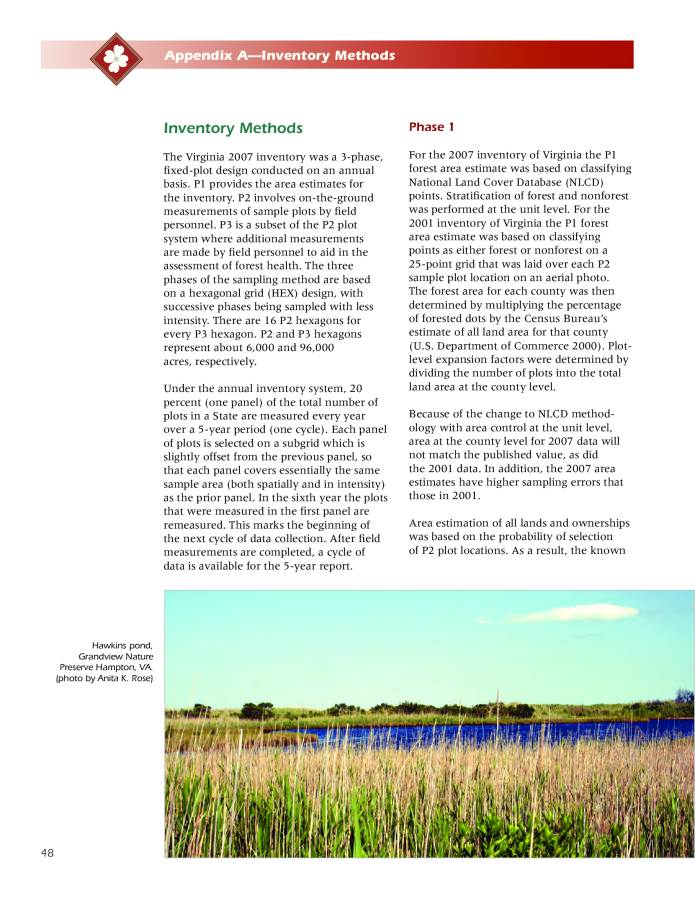 Appendix A—Inventory Methods
Inventory Methods
The Virginia 2007 inventory was a 3-phase,
fixed-plot design conducted on an annual
basis. P1 provides the area estimates for
the inventory. P2 involves on-the-ground
measurements of sample plots by field
personnel. P3 is a subset of the P2 plot
system where additional measurements
are made by field personnel to aid in the
assessment of forest health. The three
phases of the sampling method are based
on a hexagonal grid (HEX) design, with
successive phases being sampled with less
intensity. There are 16 P2 hexagons for
every P3 hexagon. P2 and P3 hexagons
represent about 6,000 and 96,000
acres, respectively.
Under the annual inventory system, 20
percent (one panel) of the total number of
plots in a State are measured every year
over a 5-year period (one cycle). Each panel
of plots is selected on a subgrid which is
slightly offset from the previous panel, so
that each panel covers essentially the same
sample area (both spatially and in intensity)
as the prior panel. In the sixth year the plots
that were measured in the first panel are
remeasured. This marks the beginning of
the next cycle of data collection. After field
measurements are completed, a cycle of
data is available for the 5-year report.
Phase 1
For the 2007 inventory of Virginia the P1
forest area estimate was based on classifying
National Land Cover Database (NLCD)
points. Stratification of forest and nonforest
was performed at the unit level. For the
2001 inventory of Virginia the P1 forest
area estimate was based on classifying
points as either forest or nonforest on a
25-point grid that was laid over each P2
sample plot location on an aerial photo.
The forest area for each county was then
determined by multiplying the percentage
of forested dots by the Census Bureau's
estimate of all land area for that county
(U.S. Department of Commerce 2000). Plot-
level expansion factors were determined by
dividing the number of plots into the total
land area at the county level.
Because of the change to NLCD method-
ology with area control at the unit level,
area at the county level for 2007 data will
not match the published value, as did
the 2001 data. In addition, the 2007 area
estimates have higher sampling errors that
those in 2001.
Area estimation of all lands and ownerships
was based on the probability of selection
of P2 plot locations. As a result, the known
Hawkins pond,
Grandview Nature
Preserve Hampton, VA.
(photo by Anita K. Rose)
48